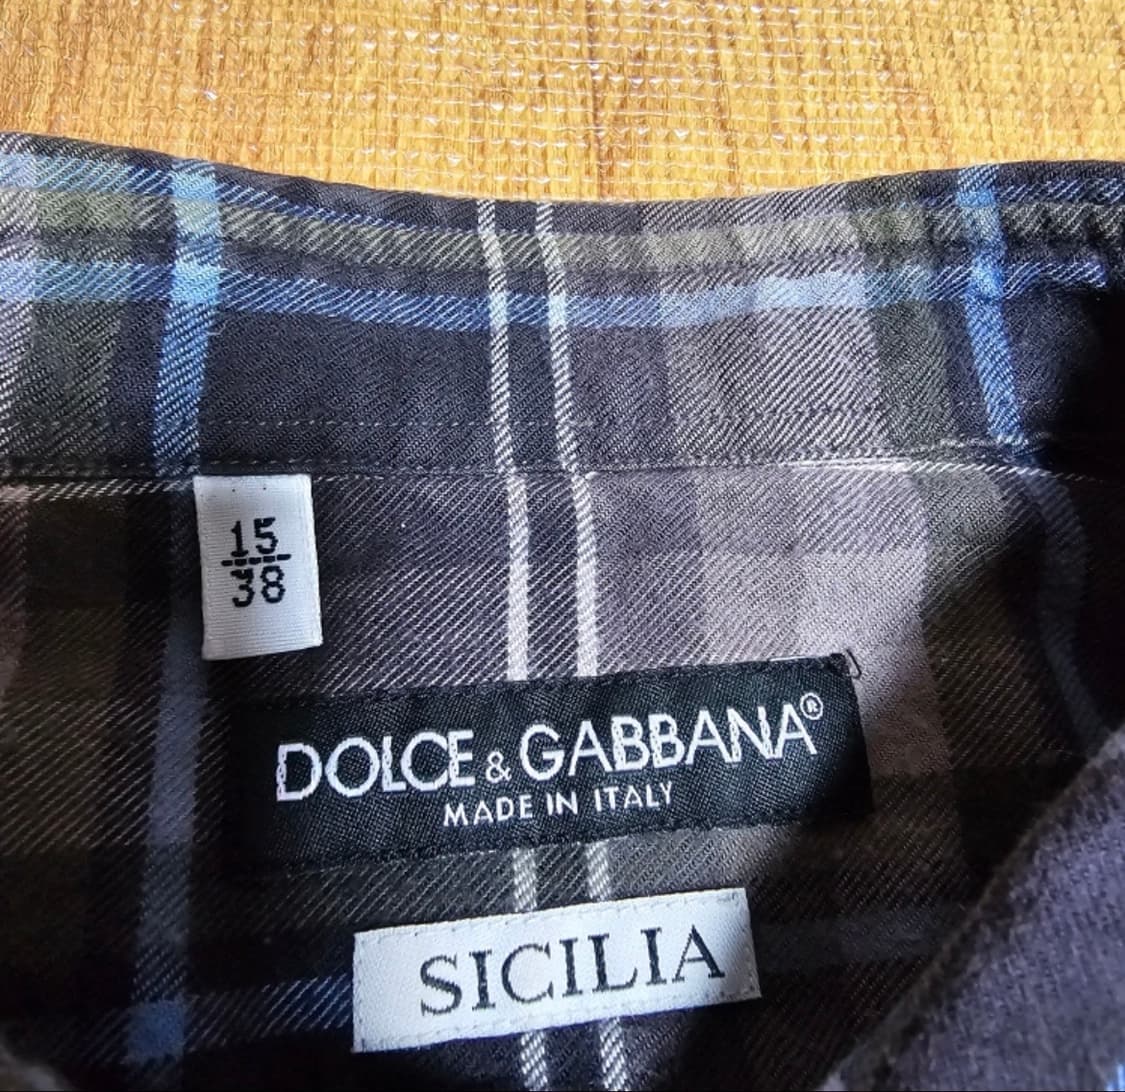 15
38
DOLCE & GABBANA®
MADE IN ITALY
SICILIA